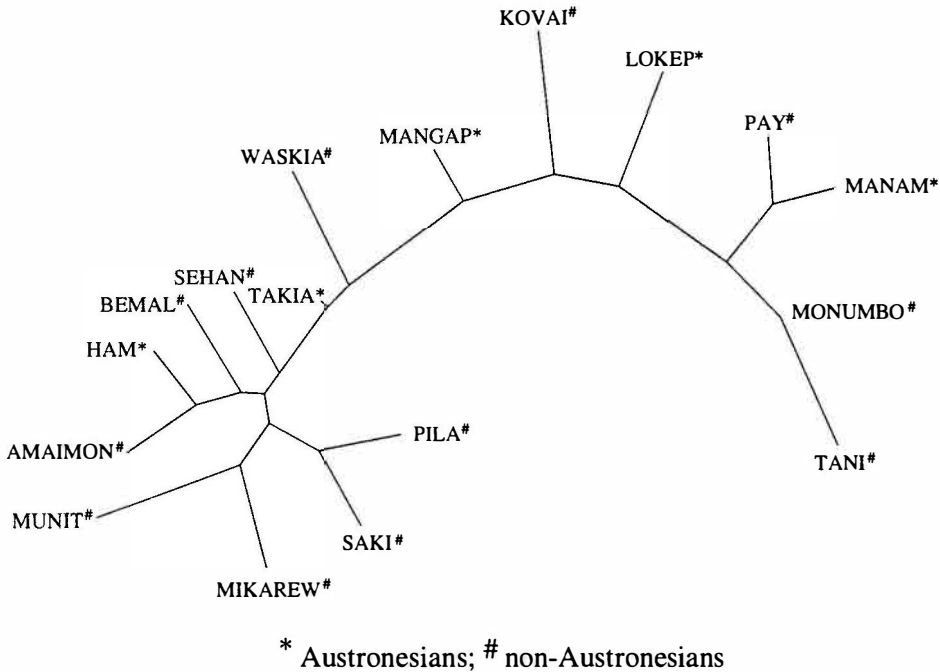 KOVAI#
LOKEP*
PAY#
MANGAP*
WASKIA#
MANAM*
SEHAN#
TAKIA*
BEMAL#
MONUMBO#
HAM*
PILA#
AMAIMON#
TANI#
MUNIT#
SAKI#
MIKAREW#
* Austronesians; # non-Austronesians